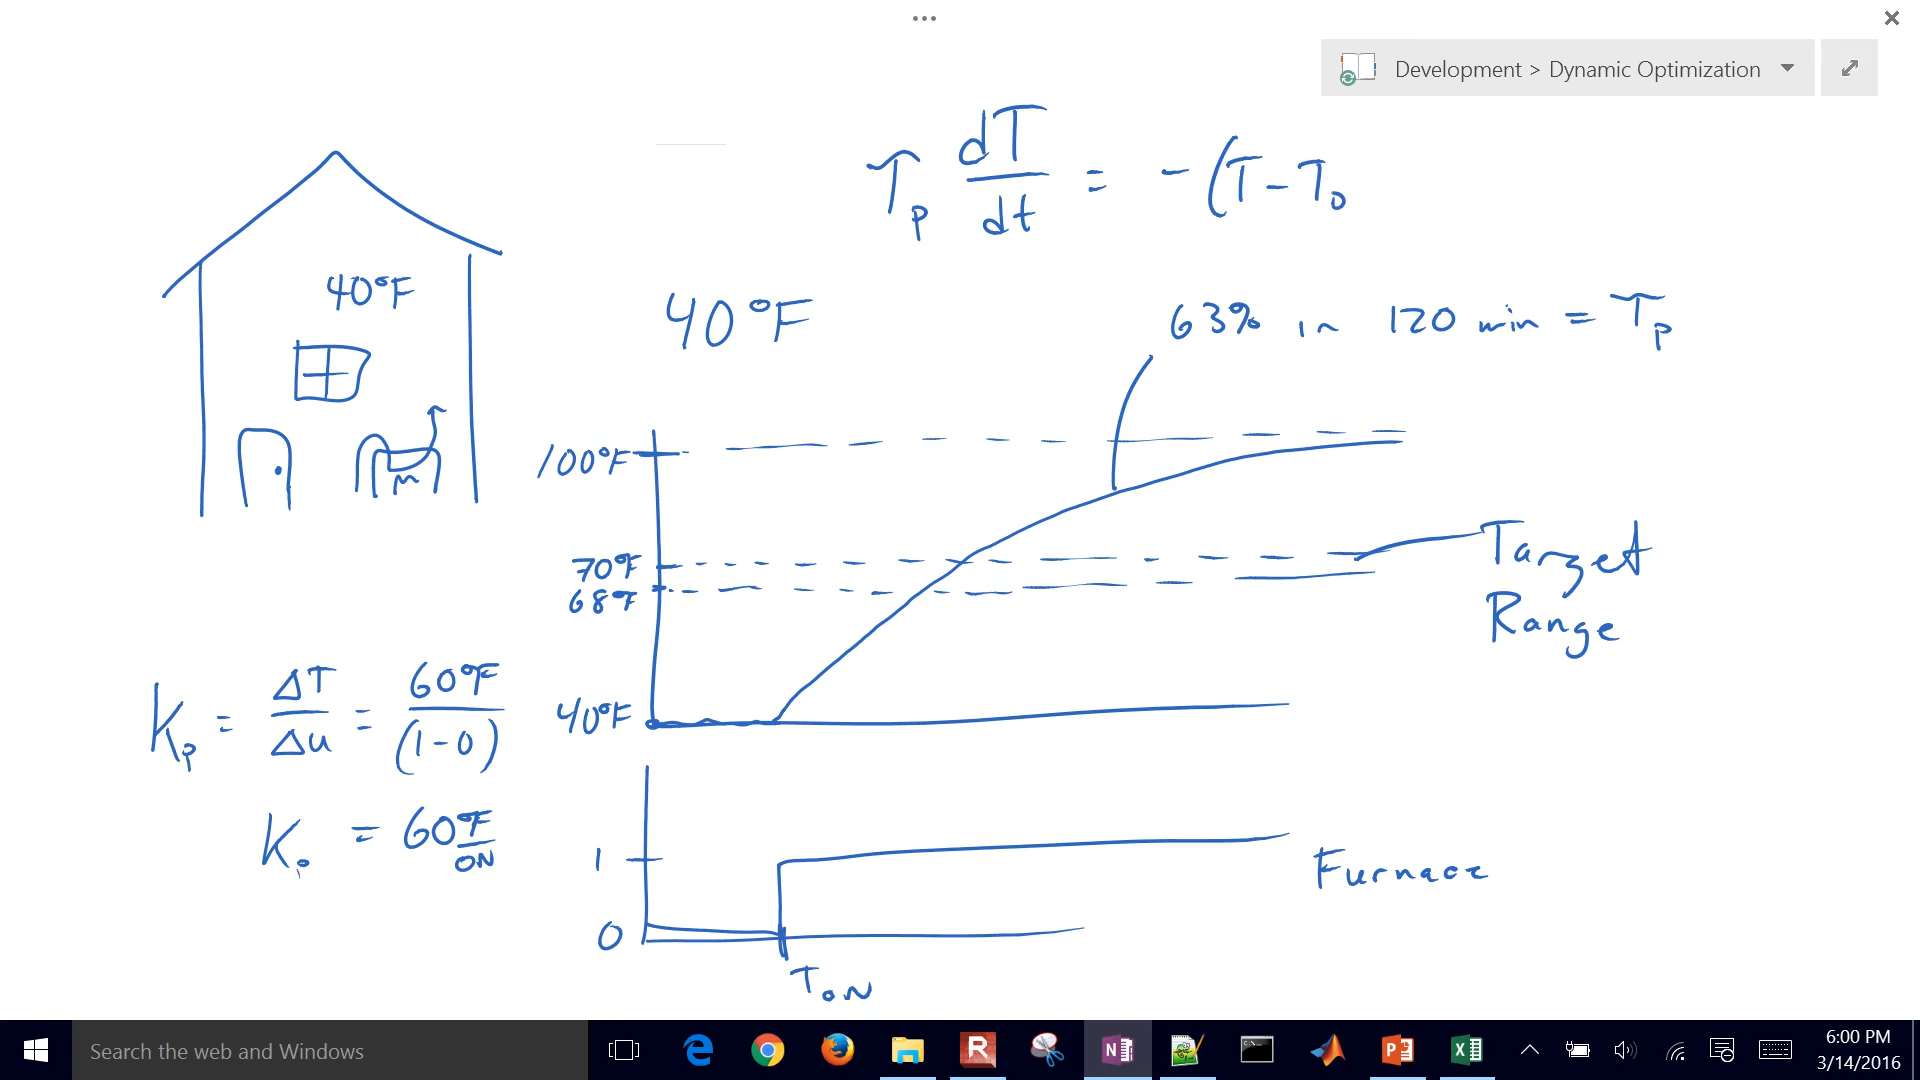 Development > Dynamic Optimization
τp dT/dt = -(T-T0
40°F
40°F
63% in 120 min = τp
100°F
70°F
68°F
Target
Range
Kp = ΔT/Δu = 60°F/(1-0)
40°F
Kp = 60°F/ON
1
Furnace
0
TON
Search the web and Windows
6:00 PM
3/14/2016